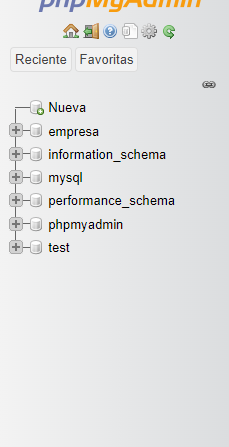 phpMyAdmin
Reciente Favoritas
Nueva
empresa
information_schema
mysql
performance_schema
phpmyadmin
test